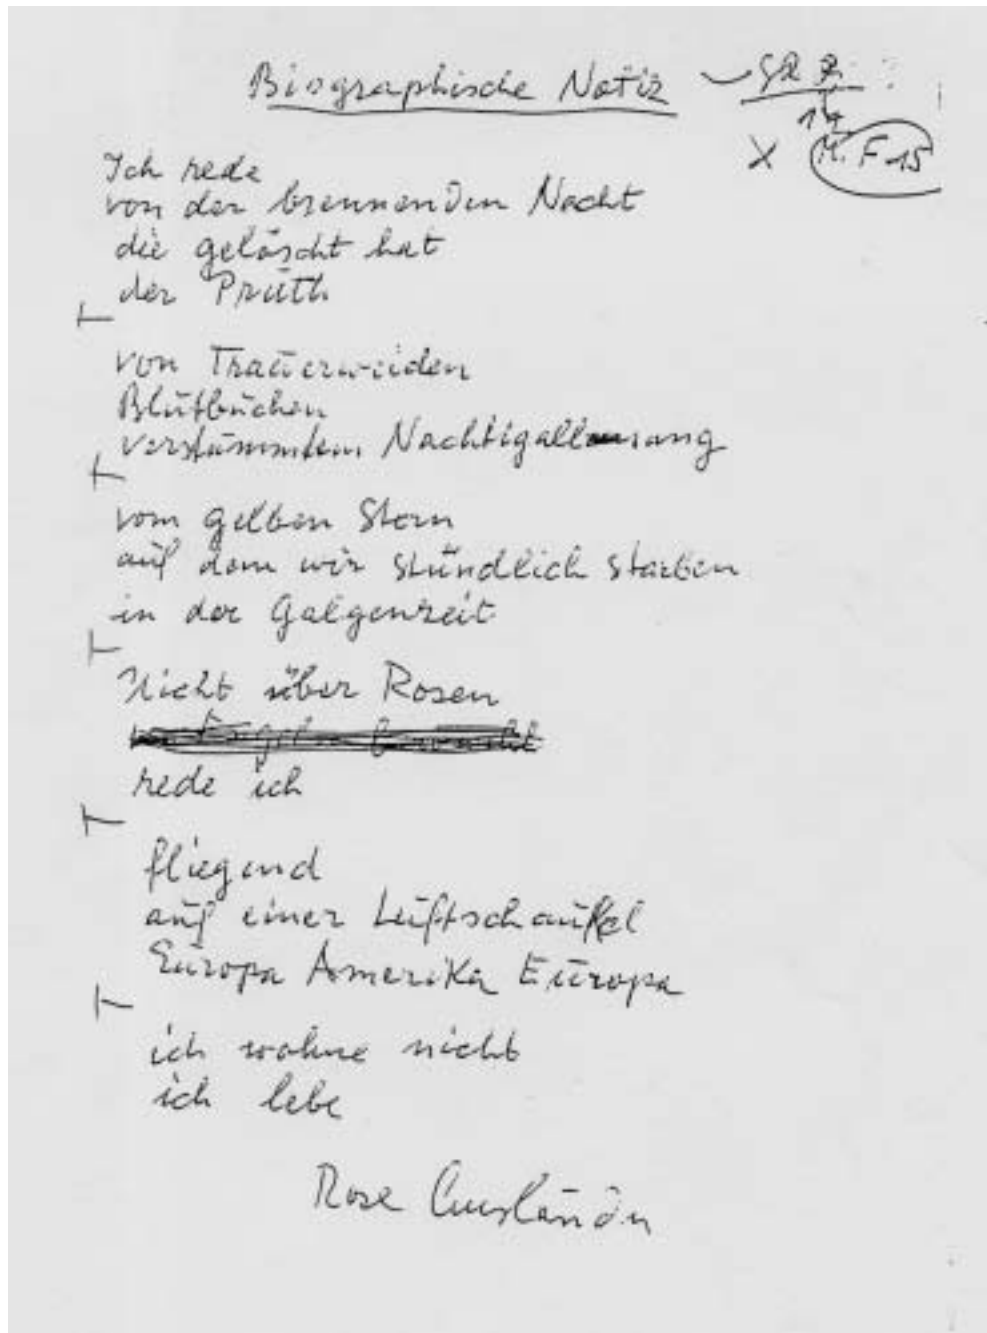 Biographische Notiz
M. F 15
Ich rede
von der brennenden Nacht
die gelöscht hat
der Pruth
von Trauerweiden
Blutbuchen
verstummtem Nachtigallensang
vom gelben Stern
auf dem wir stündlich starben
in der Galgenzeit
Nicht über Rosen
rede ich
fliegend
auf einer Luftschaukel
Europa Amerika Europa
ich wohne nicht
ich lebe
Rose Ausländer